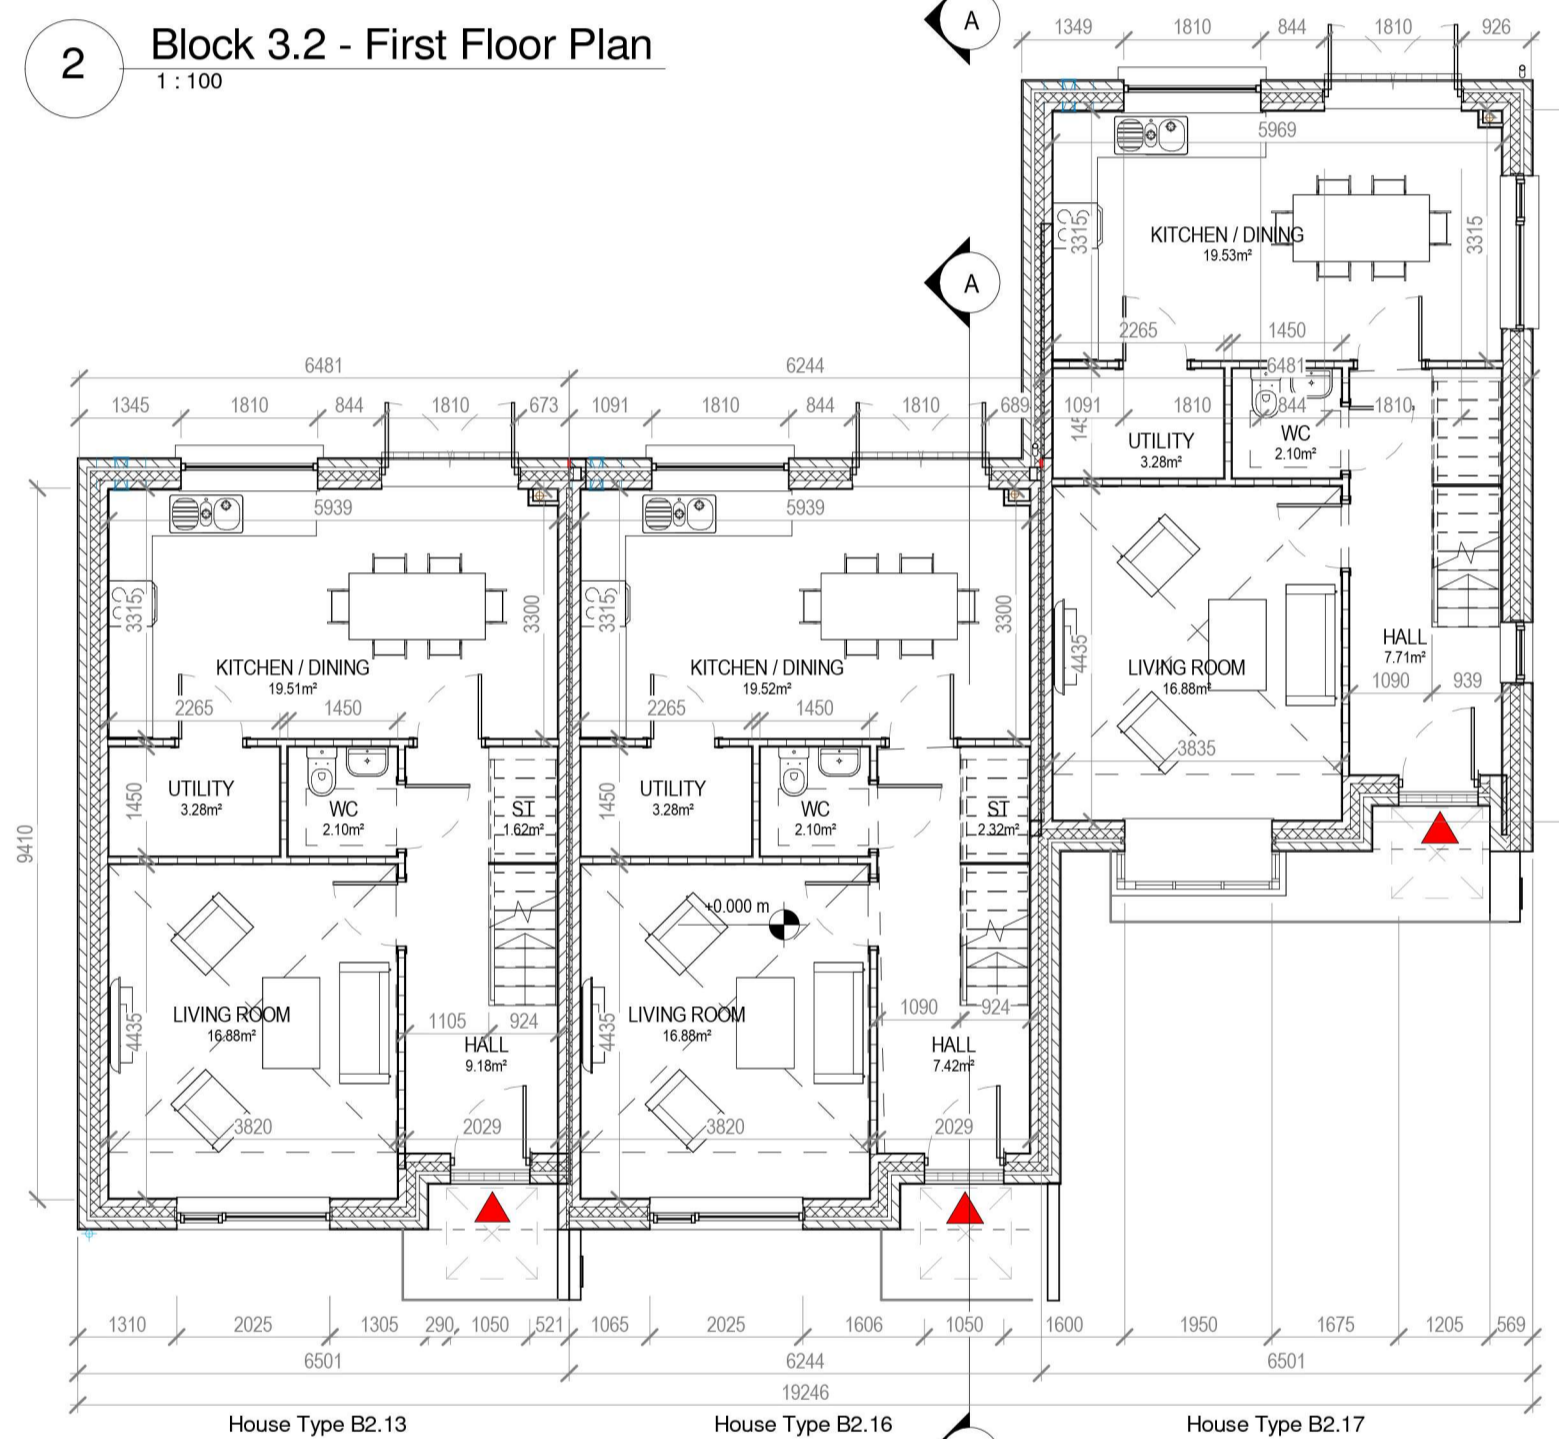 2
Block 3.2 - First Floor Plan
1 : 100
A
1349 1810 844 1810 926
5969
3315
KITCHEN / DINING
19.53m²
3315
A
2265 1450
6481 6244 6481
1345 1810 844 1810 673 1091 1810 844 1810 689 1091 1810 844 1810
UTILITY
3.28m²
WC
2.10m²
5939 5939
3315 3300 3315 3300
4435
LIVING ROOM
16.88m²
HALL
7.71m²
1090 939
3835
KITCHEN / DINING
19.51m²
KITCHEN / DINING
19.52m²
2265 1450 2265 1450
9410
1450
UTILITY
3.28m²
WC
2.10m²
ST
1.62m²
1450
UTILITY
3.28m²
WC
2.10m²
ST
2.32m²
+0.000 m
LIVING ROOM
16.88m²
4435
1105 924
HALL
9.18m²
LIVING ROOM
16.88m²
4435
1090 924
HALL
7.42m²
3820 2029 3820 2029
1310 2025 1305 290 1050 521 1065 2025 1606 1050 1600 1950 1675 1205 569
6501 6244 6501
19246
House Type B2.13 House Type B2.16 House Type B2.17